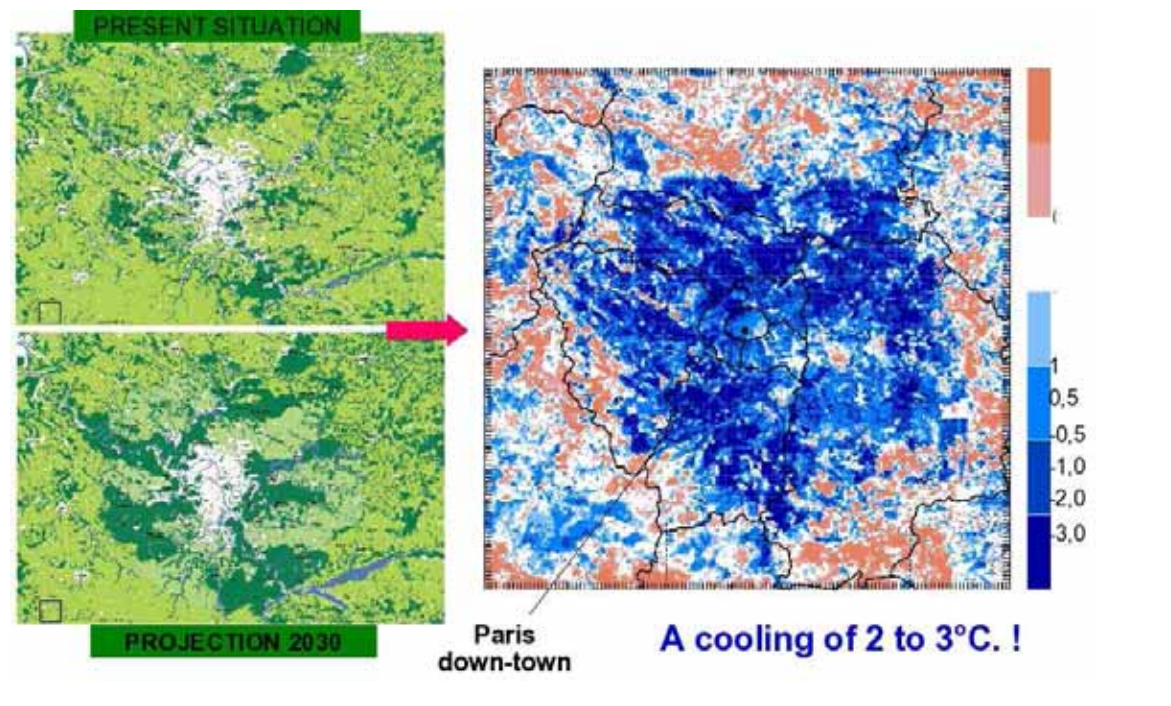 PRESENT SITUATION
PROJECTION 2030
Paris
down-town
A cooling of 2 to 3°C. !
1
0,5
-0,5
-1,0
-2,0
-3,0